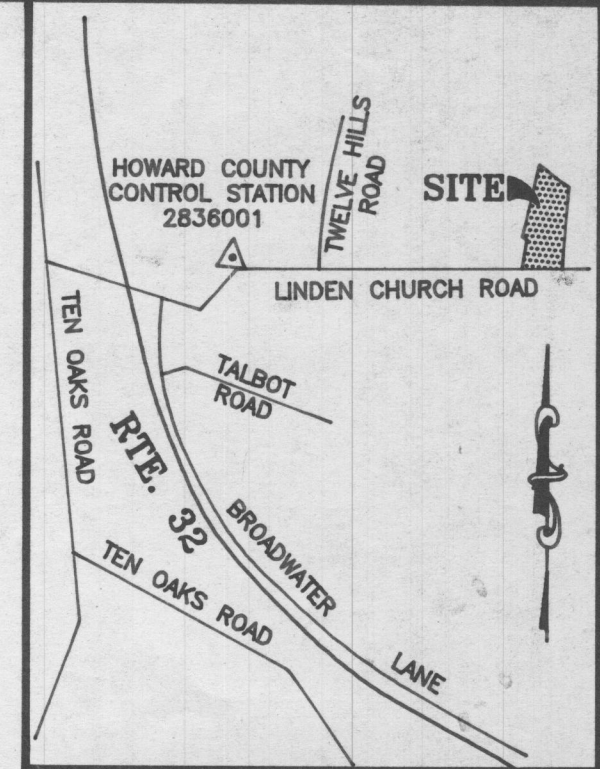 HOWARD COUNTY
CONTROL STATION
2836001
TWELVE HILLS
ROAD
SITE
LINDEN CHURCH ROAD
TEN OAKS ROAD
TALBOT
ROAD
RTE. 32
BROADWATER
LANE
TEN OAKS ROAD